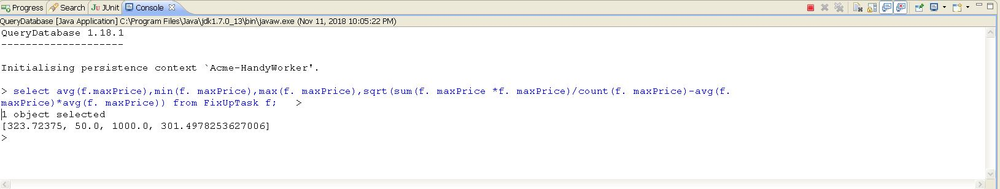 Progress Search JUnit Console
QueryDatabase [Java Application] C:\Program Files\Java\jdk1.7.0_13\bin\javaw.exe (Nov 11, 2018 10:05:22 PM)
QueryDatabase 1.18.1
--------------------
Initialising persistence context `Acme-HandyWorker'.
> select avg(f.maxPrice),min(f. maxPrice),max(f. maxPrice),sqrt(sum(f. maxPrice *f. maxPrice)/count(f. maxPrice)-avg(f.
maxPrice)*avg(f. maxPrice)) from FixUpTask f;   >
1 object selected
[323.72375, 50.0, 1000.0, 301.4978253627006]
>